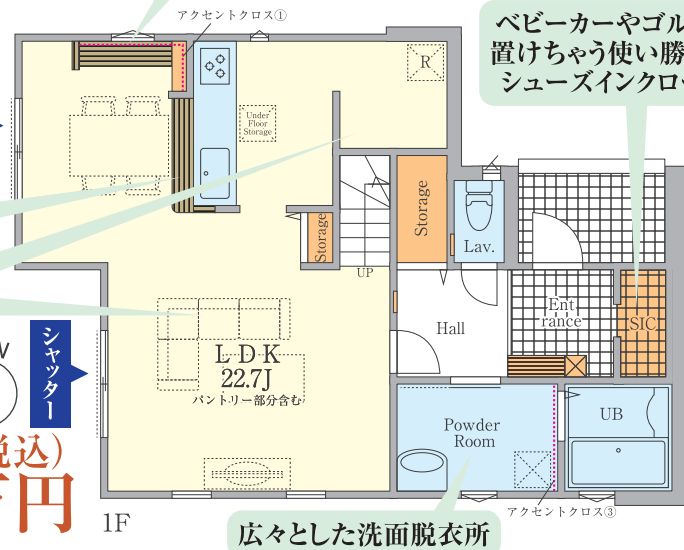 アクセントクロス①
ベビーカーやゴル
置けちゃう使い勝
シューズインクロ
R
Under
Floor
Storage
Storage
Storage
Lav.
UP
Ent
rance
SIC
Hall
シャッター
LDK
22.7J
パントリー部分含む
Powder
Room
UB
税込)
円
1F
アクセントクロス③
広々とした洗面脱衣所